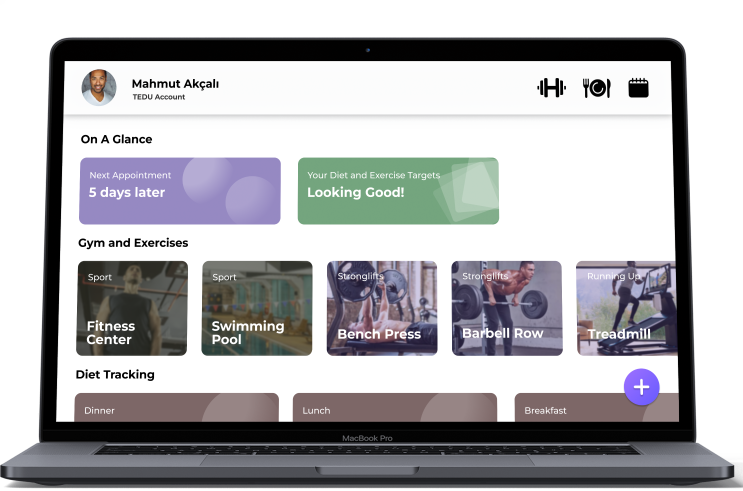 Mahmut Akçalı
TEDU Account
On A Glance
Next Appointment
5 days later
Your Diet and Exercise Targets
Looking Good!
Gym and Exercises
Sport
Fitness
Center
Sport
Swimming
Pool
Stronglifts
Bench Press
Stronglifts
Barbell Row
Running Up
Treadmill
Diet Tracking
Dinner
Lunch
Breakfast
MacBook Pro